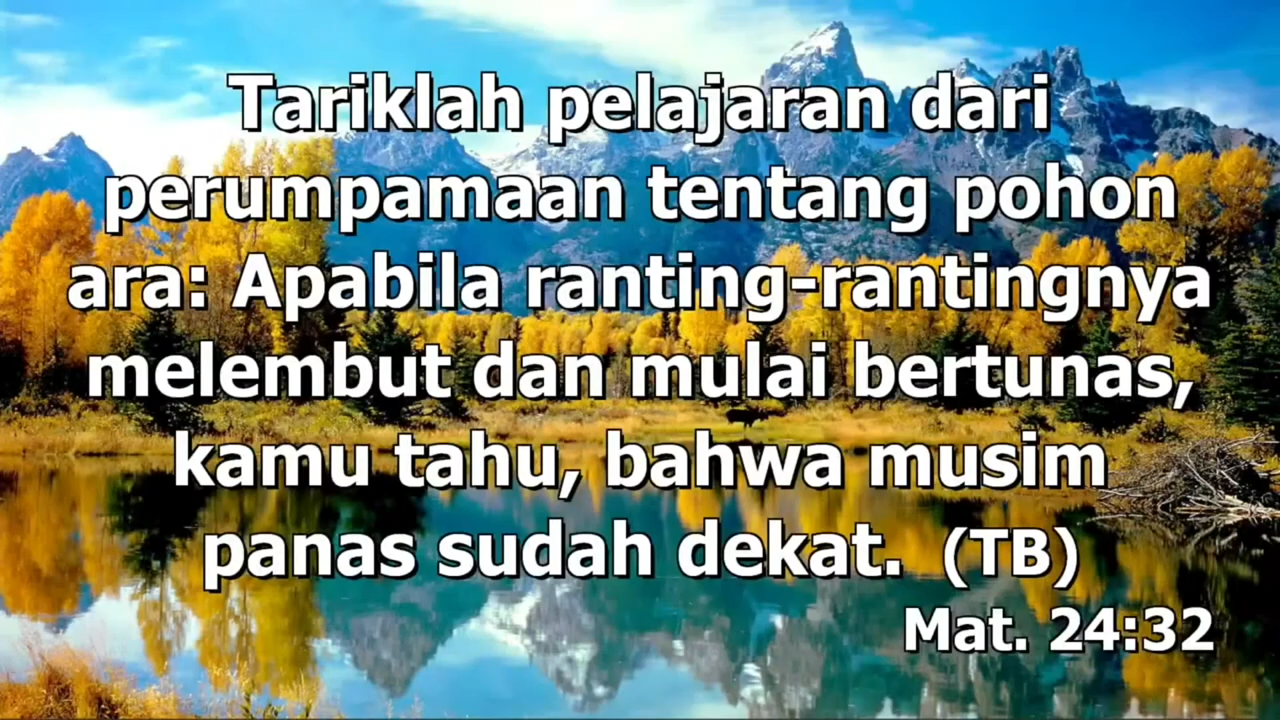 Tariklah pelajaran dari
perumpamaan tentang pohon
ara: Apabila ranting-rantingnya
melembut dan mulai bertunas,
kamu tahu, bahwa musim
panas sudah dekat. (TB)
Mat. 24:32